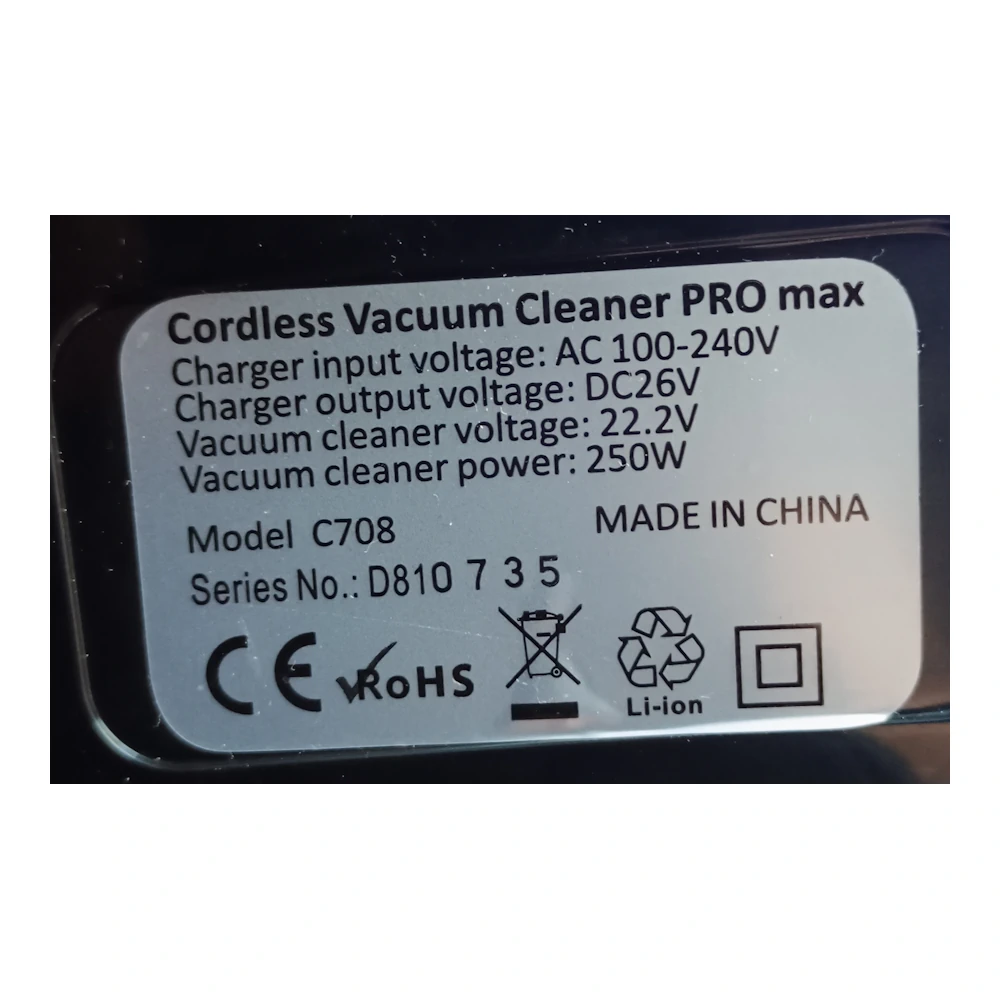 Cordless Vacuum Cleaner PRO max
Charger input voltage: AC 100-240V
Charger output voltage: DC26V
Vacuum cleaner voltage: 22.2V
Vacuum cleaner power: 250W
Model C708
MADE IN CHINA
Series No.: D810 7 3 5
CE RoHS
Li-ion